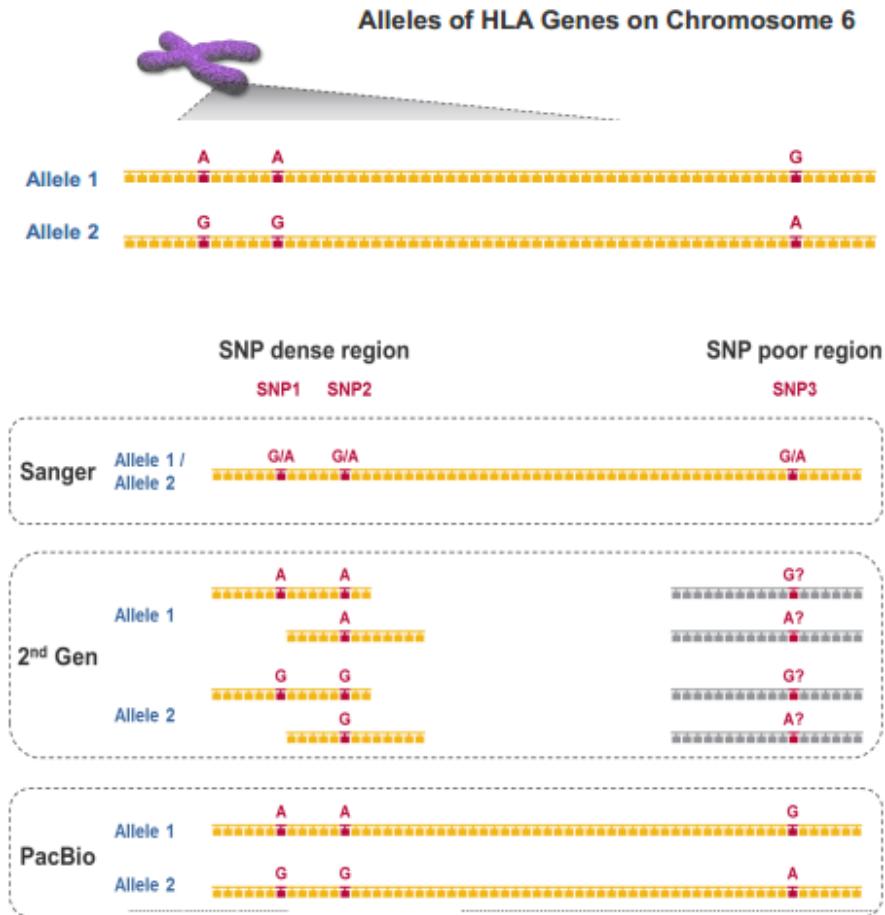 Alleles of HLA Genes on Chromosome 6
A A G
Allele 1
G G A
Allele 2
SNP dense region SNP poor region
SNP1 SNP2 SNP3
Sanger
Allele 1 /
Allele 2
G/A G/A G/A
2nd Gen
A A G?
Allele 1
A A?
G G G?
Allele 2
G A?
PacBio
A A G
Allele 1
G G A
Allele 2